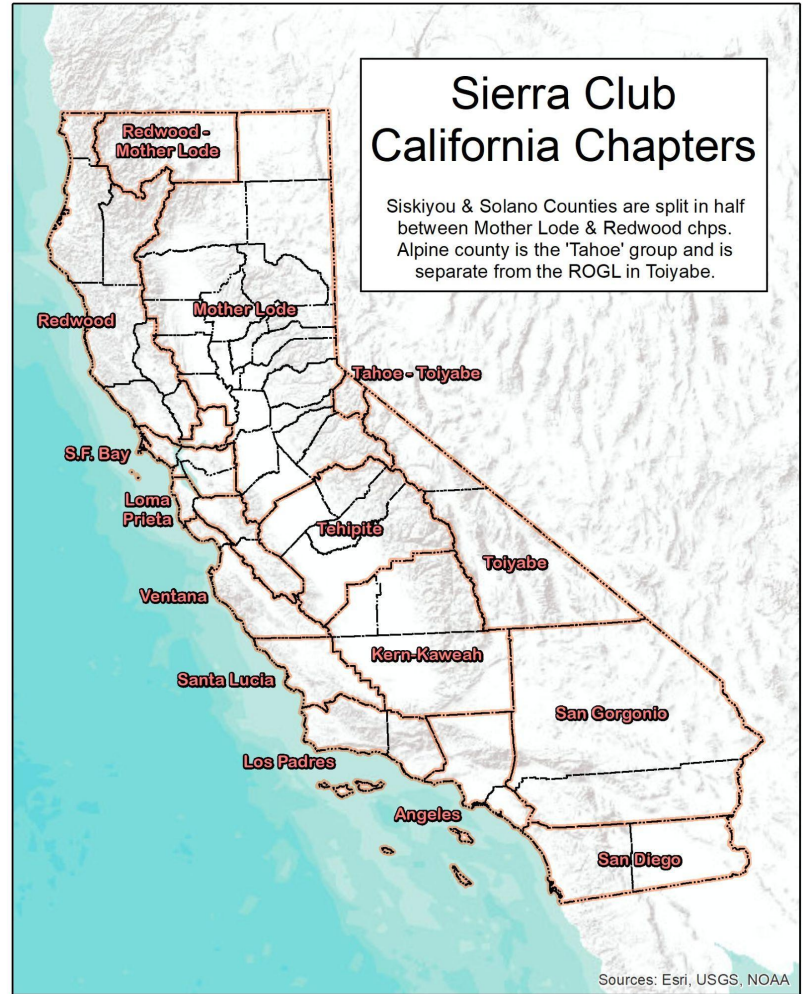 Sierra Club
California Chapters
Siskiyou & Solano Counties are split in half
between Mother Lode & Redwood chps.
Alpine county is the 'Tahoe' group and is
separate from the ROGL in Toiyabe.
Redwood -
Mother Lode
Mother Lode
Redwood
Tahoe - Toiyabe
S.F. Bay
Loma
Prieta
Tehipite
Toiyabe
Ventana
Kern-Kaweah
Santa Lucia
San Gorgonio
Los Padres
Angeles
San Diego
Sources: Esri, USGS, NOAA